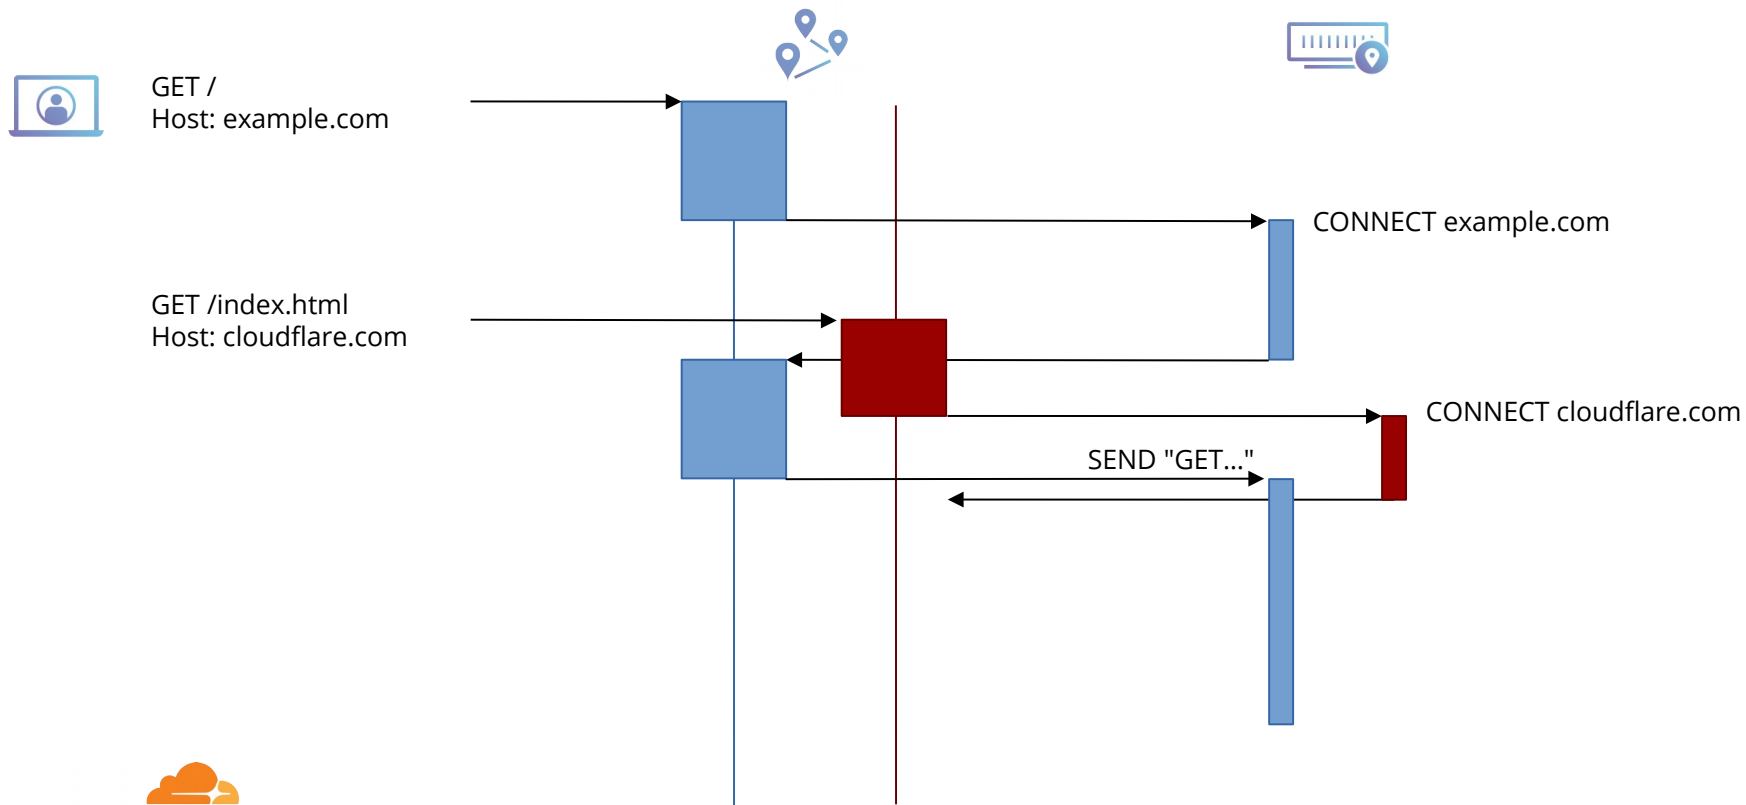 GET /
Host: example.com
CONNECT example.com
GET /index.html
Host: cloudflare.com
CONNECT cloudflare.com
SEND "GET..."